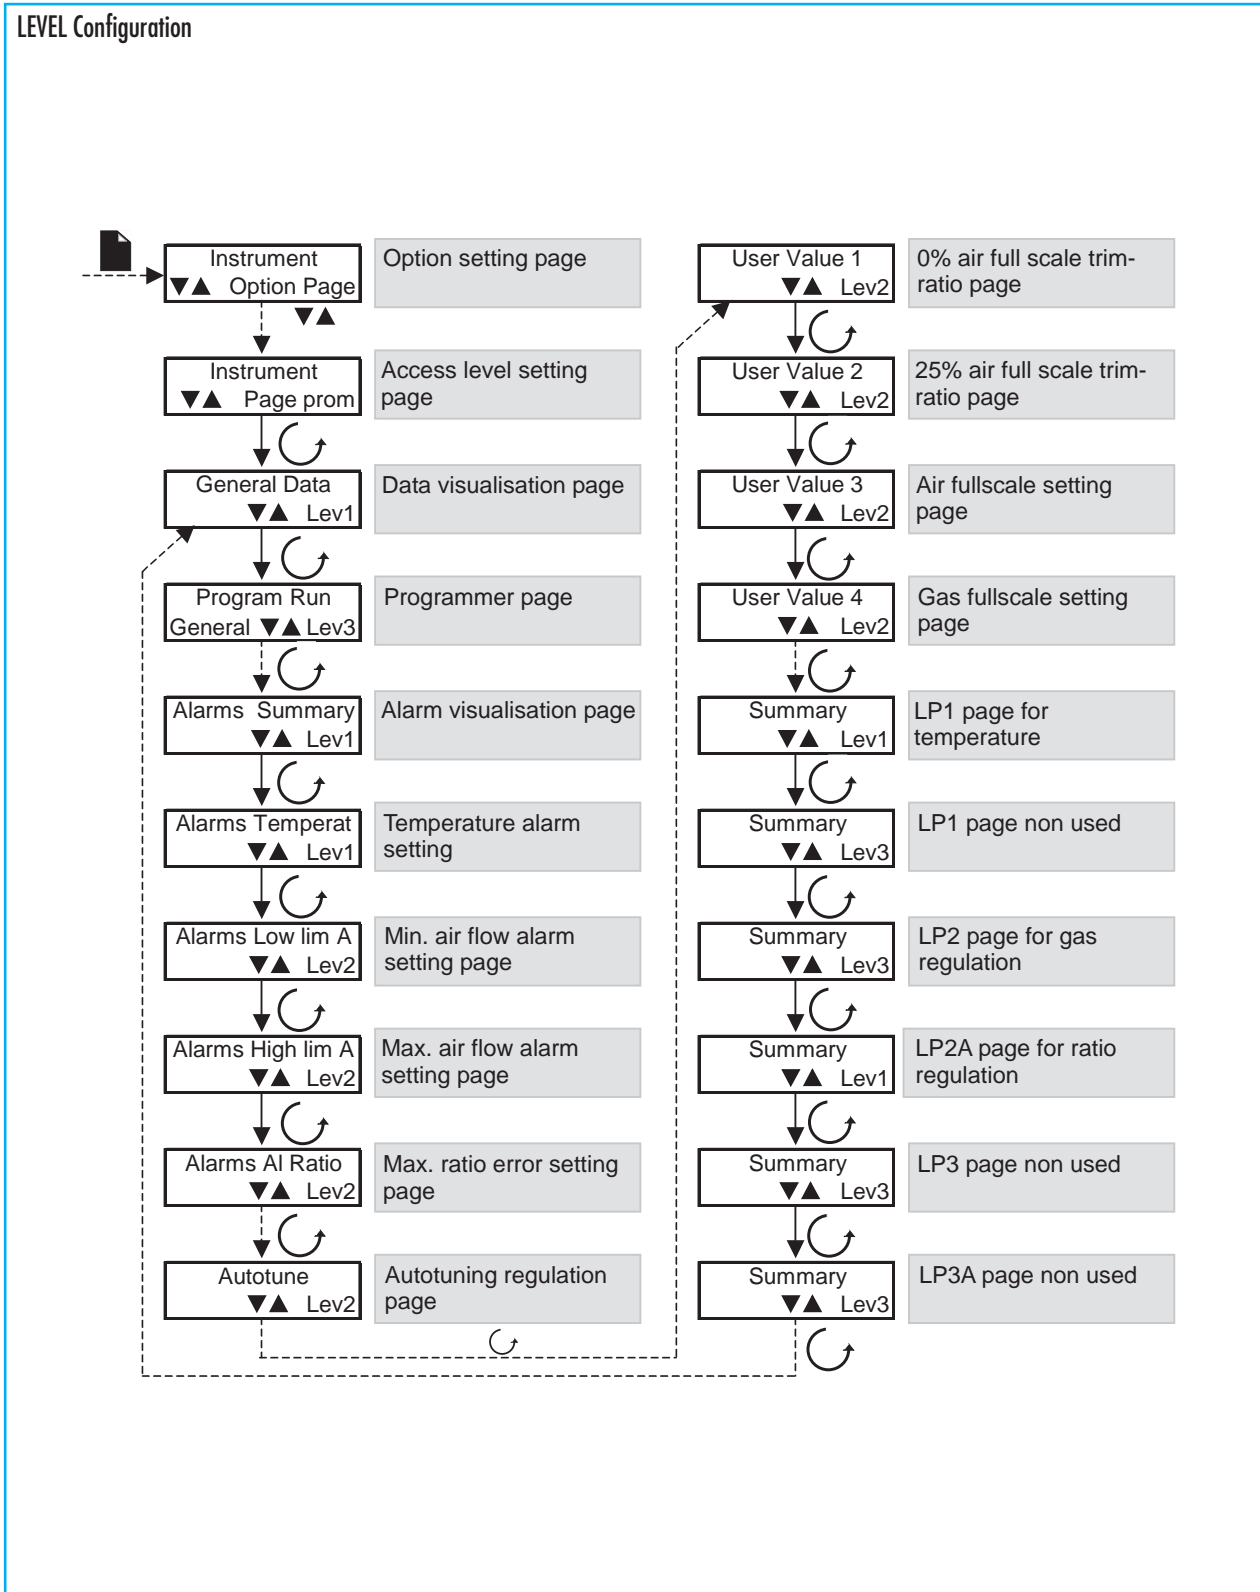 LEVEL Configuration
Instrument
▼▲ Option Page
Option setting page
▼▲
Instrument
▼▲ Page prom
Access level setting
page
General Data
▼▲ Lev1
Data visualisation page
Program Run
General ▼▲ Lev3
Programmer page
Alarms Summary
▼▲ Lev1
Alarm visualisation page
Alarms Temperat
▼▲ Lev1
Temperature alarm
setting
Alarms Low lim A
▼▲ Lev2
Min. air flow alarm
setting page
Alarms High lim A
▼▲ Lev2
Max. air flow alarm
setting page
Alarms Al Ratio
▼▲ Lev2
Max. ratio error setting
page
Autotune
▼▲ Lev2
Autotuning regulation
page
User Value 1
▼▲ Lev2
0% air full scale trim-
ratio page
User Value 2
▼▲ Lev2
25% air full scale trim-
ratio page
User Value 3
▼▲ Lev2
Air fullscale setting
page
User Value 4
▼▲ Lev2
Gas fullscale setting
page
Summary
▼▲ Lev1
LP1 page for
temperature
Summary
▼▲ Lev3
LP1 page non used
Summary
▼▲ Lev3
LP2 page for gas
regulation
Summary
▼▲ Lev1
LP2A page for ratio
regulation
Summary
▼▲ Lev3
LP3 page non used
Summary
▼▲ Lev3
LP3A page non used